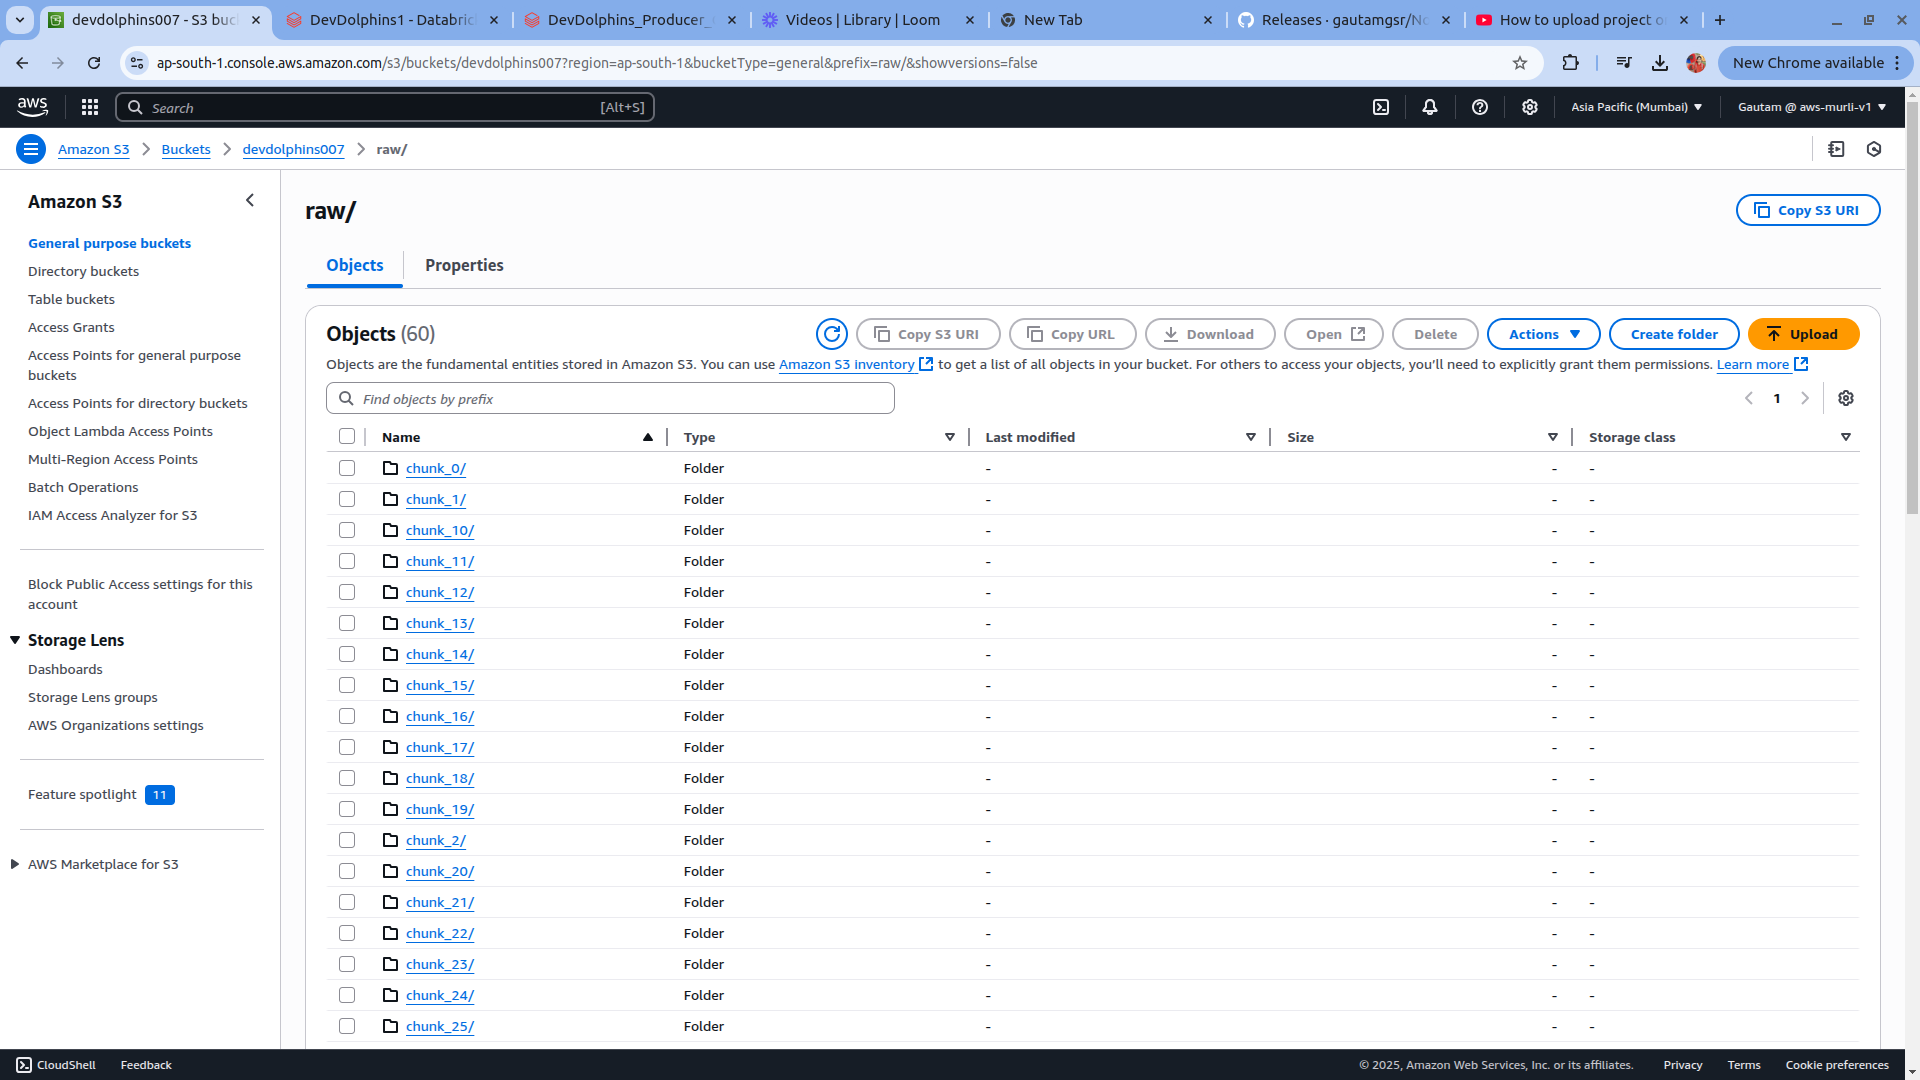 devdolphins007 - S3 buc
DevDolphins1 - Databric
DevDolphins_Producer_
Videos | Library | Loom
New Tab
Releases · gautamgsr/No
How to upload project o
ap-south-1.console.aws.amazon.com/s3/buckets/devdolphins007?region=ap-south-1&bucketType=general&prefix=raw/&showversions=false
New Chrome available
aws
Search
[Alt+S]
Asia Pacific (Mumbai)
Gautam @ aws-murli-v1
Amazon S3
Buckets
devdolphins007
raw/
Amazon S3
General purpose buckets
Directory buckets
Table buckets
Access Grants
Access Points for general purpose
buckets
Access Points for directory buckets
Object Lambda Access Points
Multi-Region Access Points
Batch Operations
IAM Access Analyzer for S3
Block Public Access settings for this
account
Storage Lens
Dashboards
Storage Lens groups
AWS Organizations settings
Feature spotlight 11
AWS Marketplace for S3
raw/
Copy S3 URI
Objects
Properties
Objects (60)
Copy S3 URI
Copy URL
Download
Open
Delete
Actions
Create folder
Upload
Objects are the fundamental entities stored in Amazon S3. You can use Amazon S3 inventory to get a list of all objects in your bucket. For others to access your objects, you'll need to explicitly grant them permissions. Learn more
Find objects by prefix
1
Name Type Last modified Size Storage class
chunk_0/ Folder - - -
chunk_1/ Folder - - -
chunk_10/ Folder - - -
chunk_11/ Folder - - -
chunk_12/ Folder - - -
chunk_13/ Folder - - -
chunk_14/ Folder - - -
chunk_15/ Folder - - -
chunk_16/ Folder - - -
chunk_17/ Folder - - -
chunk_18/ Folder - - -
chunk_19/ Folder - - -
chunk_2/ Folder - - -
chunk_20/ Folder - - -
chunk_21/ Folder - - -
chunk_22/ Folder - - -
chunk_23/ Folder - - -
chunk_24/ Folder - - -
chunk_25/ Folder - - -
CloudShell
Feedback
© 2025, Amazon Web Services, Inc. or its affiliates.
Privacy
Terms
Cookie preferences